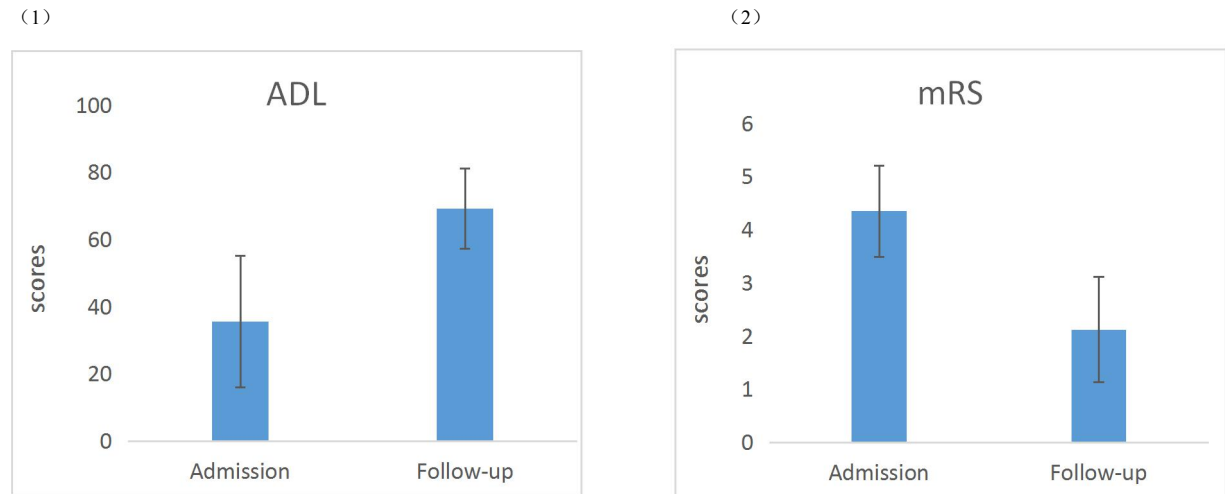 （1）
ADL
100
80
60
40
20
0
scores
Admission
Follow-up
（2）
mRS
6
5
4
3
2
1
0
scores
Admission
Follow-up